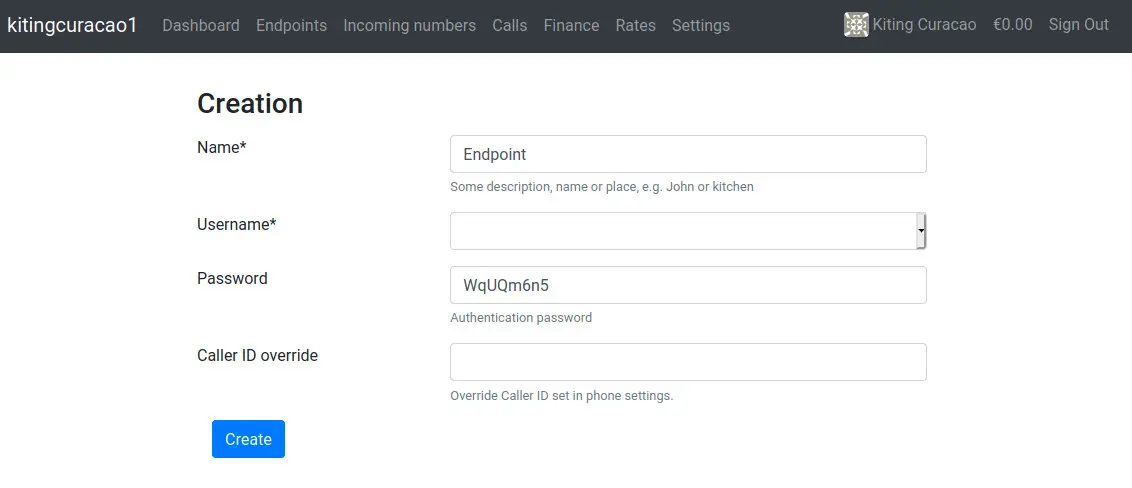 kitingcuracao1 Dashboard Endpoints Incoming numbers Calls Finance Rates Settings Kiting Curacao €0.00 Sign Out
Creation
Name* Endpoint
Some description, name or place, e.g. John or kitchen
Username*
Password WqUQm6n5
Authentication password
Caller ID override
Override Caller ID set in phone settings.
Create